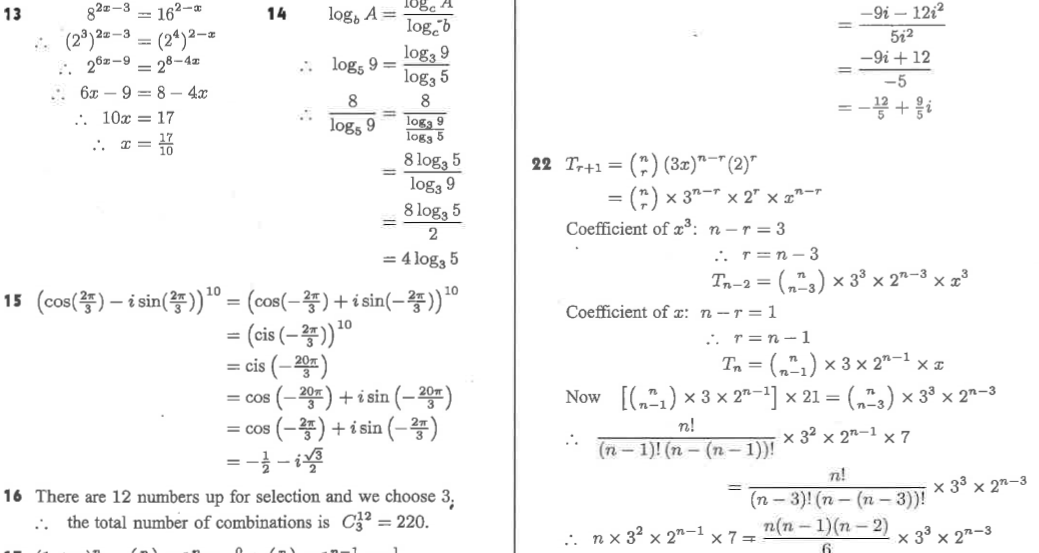 13 8^{2x-3} = 16^{2-x}
∴ (2^3)^{2x-3} = (2^4)^{2-x}
∴ 2^{6x-9} = 2^{8-4x}
∴ 6x − 9 = 8 − 4x
∴ 10x = 17
∴ x = 17/10
14 log_b A = log_c A / log_c b
∴ log_5 9 = log_3 9 / log_3 5
∴ 8 / log_5 9 = 8 / (log_3 9 / log_3 5)
= 8 log_3 5 / log_3 9
= 8 log_3 5 / 2
= 4 log_3 5
15 (cos(2π/3) − i sin(2π/3))^{10} = (cos(−2π/3) + i sin(−2π/3))^{10}
= (cis (−2π/3))^{10}
= cis (−20π/3)
= cos (−20π/3) + i sin (−20π/3)
= cos (−2π/3) + i sin (−2π/3)
= −1/2 − i √3/2
16 There are 12 numbers up for selection and we choose 3,
∴ the total number of combinations is C^{12}_3 = 220.
= (−9i − 12i^2) / 5i^2
= (−9i + 12) / −5
= −12/5 + 9/5 i
22 T_{r+1} = (n r) (3x)^{n−r} (2)^r
= (n r) × 3^{n−r} × 2^r × x^{n−r}
Coefficient of x^3: n − r = 3
∴ r = n − 3
T_{n−2} = (n n−3) × 3^3 × 2^{n−3} × x^3
Coefficient of x: n − r = 1
∴ r = n − 1
T_n = (n n−1) × 3 × 2^{n−1} × x
Now [(n n−1) × 3 × 2^{n−1}] × 21 = (n n−3) × 3^3 × 2^{n−3}
∴ n! / ((n − 1)! (n − (n − 1))!) × 3^2 × 2^{n−1} × 7
= n! / ((n − 3)! (n − (n − 3))!) × 3^3 × 2^{n−3}
∴ n × 3^2 × 2^{n−1} × 7 = n(n − 1)(n − 2) / 6 × 3^3 × 2^{n−3}